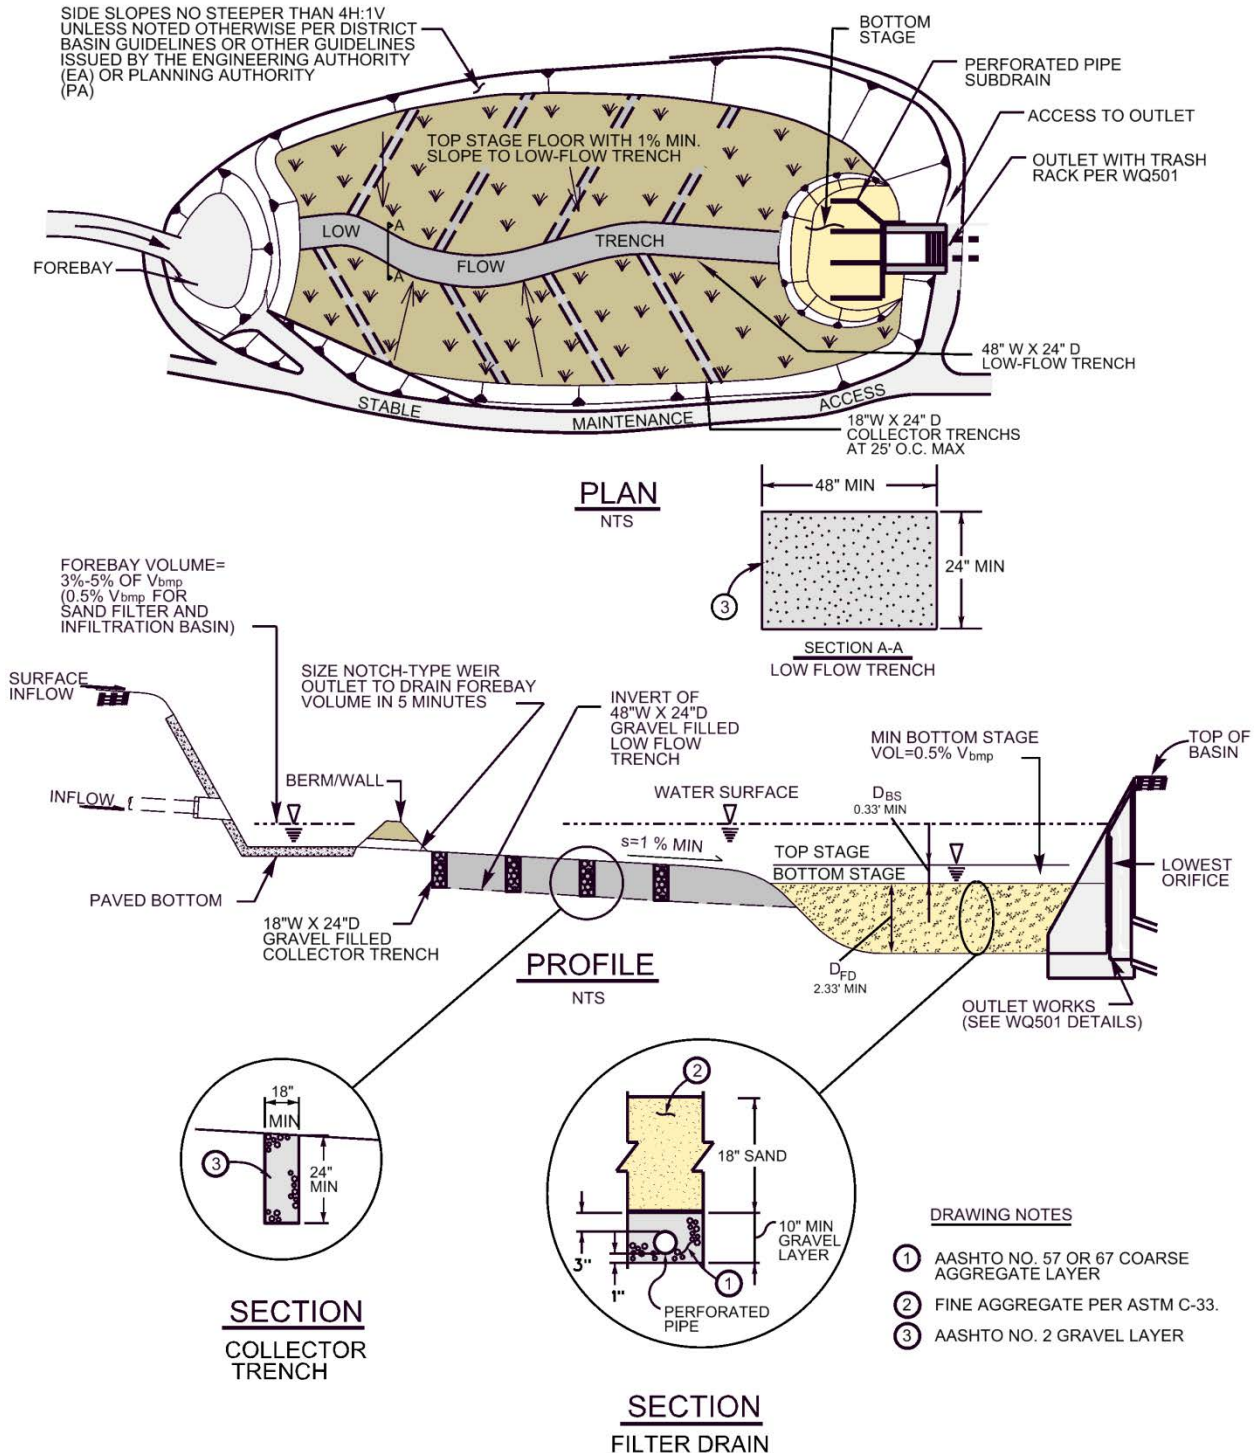 SIDE SLOPES NO STEEPER THAN 4H:1V
UNLESS NOTED OTHERWISE PER DISTRICT
BASIN GUIDELINES OR OTHER GUIDELINES
ISSUED BY THE ENGINEERING AUTHORITY
(EA) OR PLANNING AUTHORITY
(PA)
BOTTOM
STAGE
PERFORATED PIPE
SUBDRAIN
ACCESS TO OUTLET
OUTLET WITH TRASH
RACK PER WQ501
TOP STAGE FLOOR WITH 1% MIN.
SLOPE TO LOW-FLOW TRENCH
A
A
LOW
FLOW
TRENCH
FOREBAY
48" W X 24" D
LOW-FLOW TRENCH
STABLE
MAINTENANCE
ACCESS
18"W X 24" D
COLLECTOR TRENCHS
AT 25' O.C. MAX
PLAN
NTS
48" MIN
24" MIN
3
SECTION A-A
LOW FLOW TRENCH
FOREBAY VOLUME=
3%-5% OF Vbmp
(0.5% Vbmp FOR
SAND FILTER AND
INFILTRATION BASIN)
SURFACE
INFLOW
SIZE NOTCH-TYPE WEIR
OUTLET TO DRAIN FOREBAY
VOLUME IN 5 MINUTES
INVERT OF
48"W X 24"D
GRAVEL FILLED
LOW FLOW
TRENCH
MIN BOTTOM STAGE
VOL=0.5% Vbmp
TOP OF
BASIN
INFLOW
BERM/WALL
WATER SURFACE
DBS
0.33' MIN
s=1 % MIN
TOP STAGE
BOTTOM STAGE
LOWEST
ORIFICE
PAVED BOTTOM
18"W X 24"D
GRAVEL FILLED
COLLECTOR TRENCH
PROFILE
NTS
DFD
2.33' MIN
OUTLET WORKS
(SEE WQ501 DETAILS)
18"
MIN
3
24"
MIN
SECTION
COLLECTOR
TRENCH
2
18" SAND
10" MIN
GRAVEL
LAYER
3"
1"
1
PERFORATED
PIPE
SECTION
FILTER DRAIN
DRAWING NOTES
1 AASHTO NO. 57 OR 67 COARSE
AGGREGATE LAYER
2 FINE AGGREGATE PER ASTM C-33.
3 AASHTO NO. 2 GRAVEL LAYER